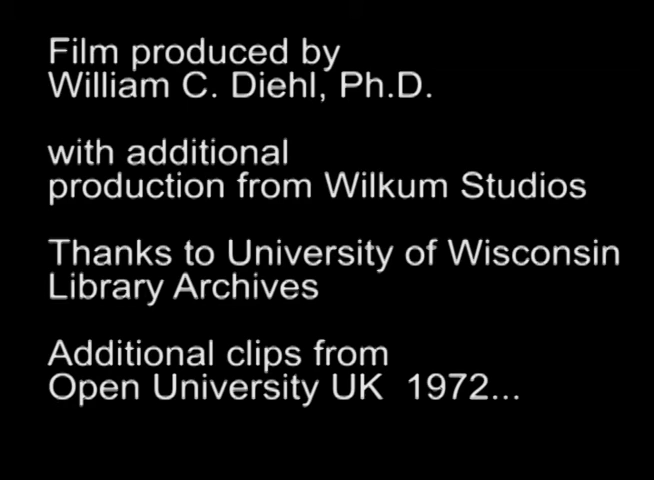 Film produced by
William C. Diehl, Ph.D.
with additional
production from Wilkum Studios
Thanks to University of Wisconsin
Library Archives
Additional clips from
Open University UK  1972...